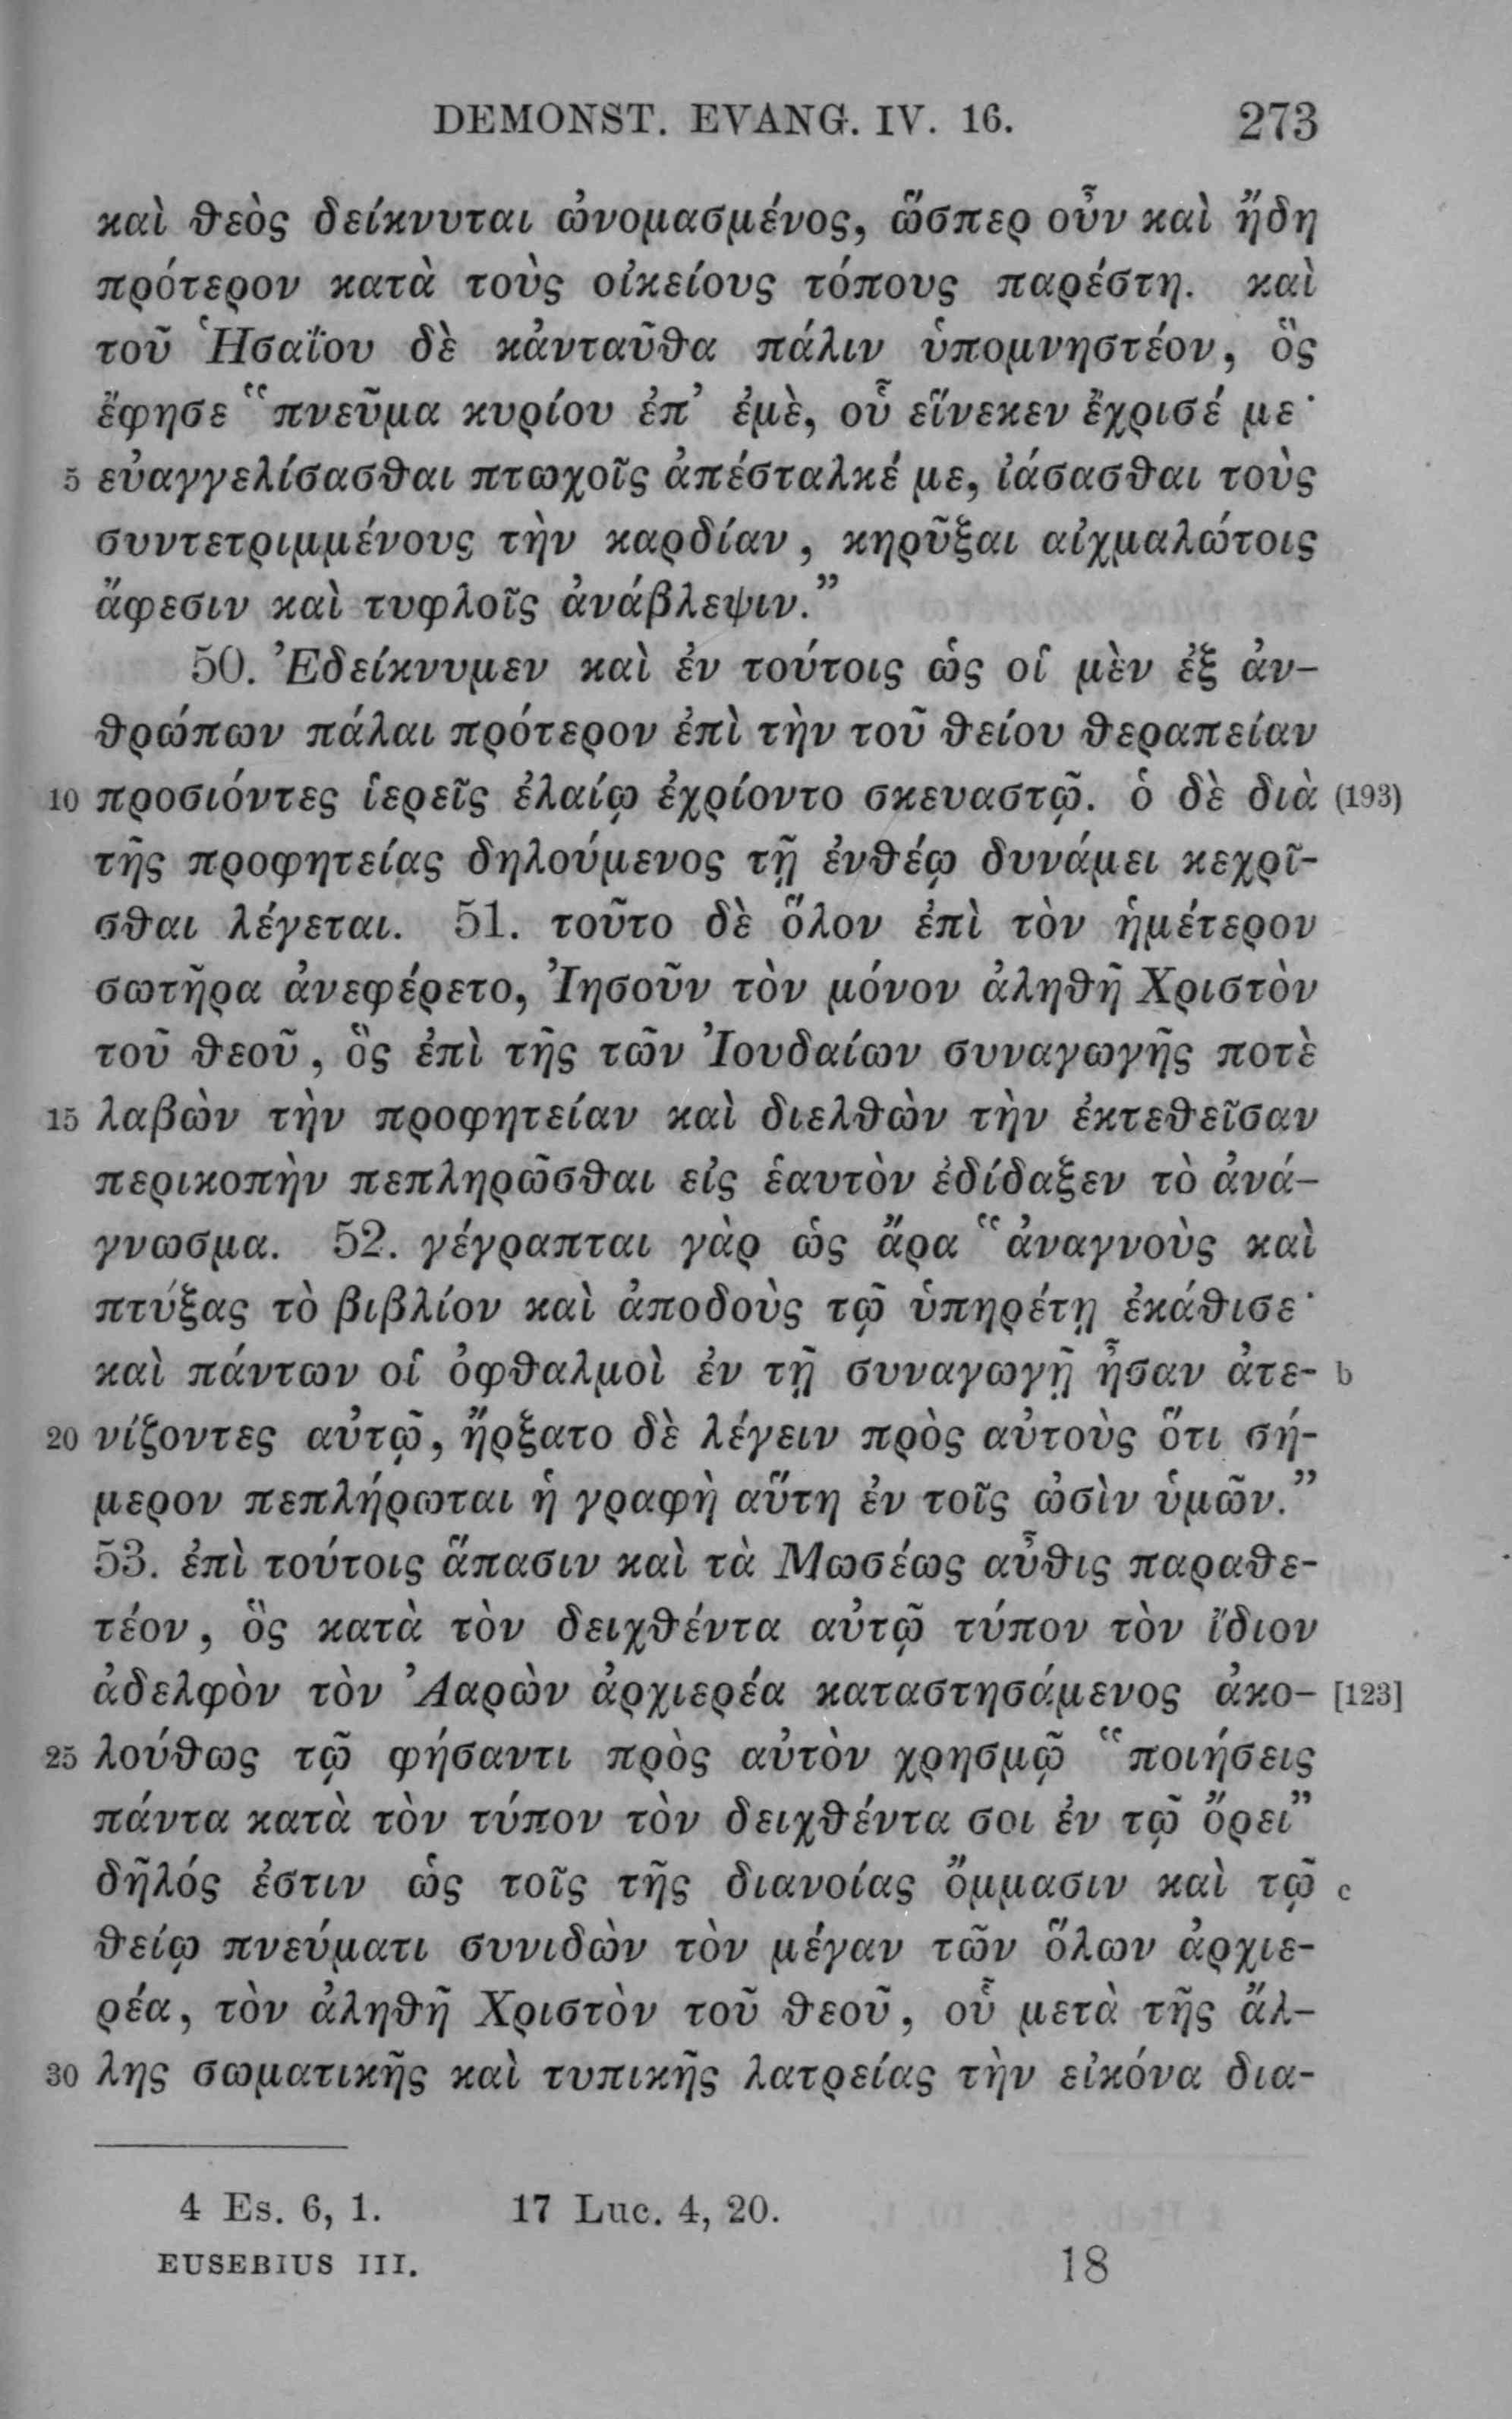 DEMONST. EVANG. IV. 16. 273
καὶ θεὸς δείκνυται ὠνομασμένος, ὥσπερ οὖν καὶ ἤδη
πρότερον κατὰ τοὺς οἰκείους τόπους παρέστη. καὶ
τοῦ Ἡσαΐου δὲ κἀνταῦθα πάλιν ὑπομνηστέον, ὃς
ἔφησε “πνεῦμα κυρίου ἐπ’ ἐμὲ, οὗ εἵνεκεν ἔχρισέ με·
5 εὐαγγελίσασθαι πτωχοῖς ἀπέσταλκέ με, ἰάσασθαι τοὺς
συντετριμμένους τὴν καρδίαν, κηρῦξαι αἰχμαλώτοις
ἄφεσιν καὶ τυφλοῖς ἀνάβλεψιν.”
50. Ἐδείκνυμεν καὶ ἐν τούτοις ὡς οἱ μὲν ἐξ ἀν-
θρώπων πάλαι πρότερον ἐπὶ τὴν τοῦ θείου θεραπείαν
10 προσιόντες ἱερεῖς ἐλαίῳ ἐχρίοντο σκευαστῷ. ὁ δὲ διὰ (193)
τῆς προφητείας δηλούμενος τῇ ἐνθέῳ δυνάμει κεχρῖ-
σθαι λέγεται. 51. τοῦτο δὲ ὅλον ἐπὶ τὸν ἡμέτερον
σωτῆρα ἀνεφέρετο, Ἰησοῦν τὸν μόνον ἀληθῆ Χριστὸν
τοῦ θεοῦ, ὃς ἐπὶ τῆς τῶν Ἰουδαίων συναγωγῆς ποτὲ
15 λαβὼν τὴν προφητείαν καὶ διελθὼν τὴν ἐκτεθεῖσαν
περικοπὴν πεπληρῶσθαι εἰς ἑαυτὸν ἐδίδαξεν τὸ ἀνά-
γνωσμα. 52. γέγραπται γὰρ ὡς ἄρα “ἀναγνοὺς καὶ
πτύξας τὸ βιβλίον καὶ ἀποδοὺς τῷ ὑπηρέτῃ ἐκάθισε·
καὶ πάντων οἱ ὀφθαλμοὶ ἐν τῇ συναγωγῇ ἦσαν ἀτε- b
20 νίζοντες αὐτῷ, ἤρξατο δὲ λέγειν πρὸς αὐτοὺς ὅτι σή-
μερον πεπλήρωται ἡ γραφὴ αὕτη ἐν τοῖς ὠσὶν ὑμῶν.”
53. ἐπὶ τούτοις ἅπασιν καὶ τὰ Μωσέως αὖθις παραθε-
τέον, ὃς κατὰ τὸν δειχθέντα αὐτῷ τύπον τὸν ἴδιον
ἀδελφὸν τὸν Ἀαρὼν ἀρχιερέα καταστησάμενος ἀκο- [123]
25 λούθως τῷ φήσαντι πρὸς αὐτὸν χρησμῷ “ποιήσεις
πάντα κατὰ τὸν τύπον τὸν δειχθέντα σοι ἐν τῷ ὄρει”
δῆλός ἐστιν ὡς τοῖς τῆς διανοίας ὄμμασιν καὶ τῷ c
θείῳ πνεύματι συνιδὼν τὸν μέγαν τῶν ὅλων ἀρχιε-
ρέα, τὸν ἀληθῆ Χριστὸν τοῦ θεοῦ, οὗ μετὰ τῆς ἄλ-
30 λης σωματικῆς καὶ τυπικῆς λατρείας τὴν εἰκόνα δια-
4 Es. 6, 1. 17 Luc. 4, 20.
EUSEBIUS III. 18